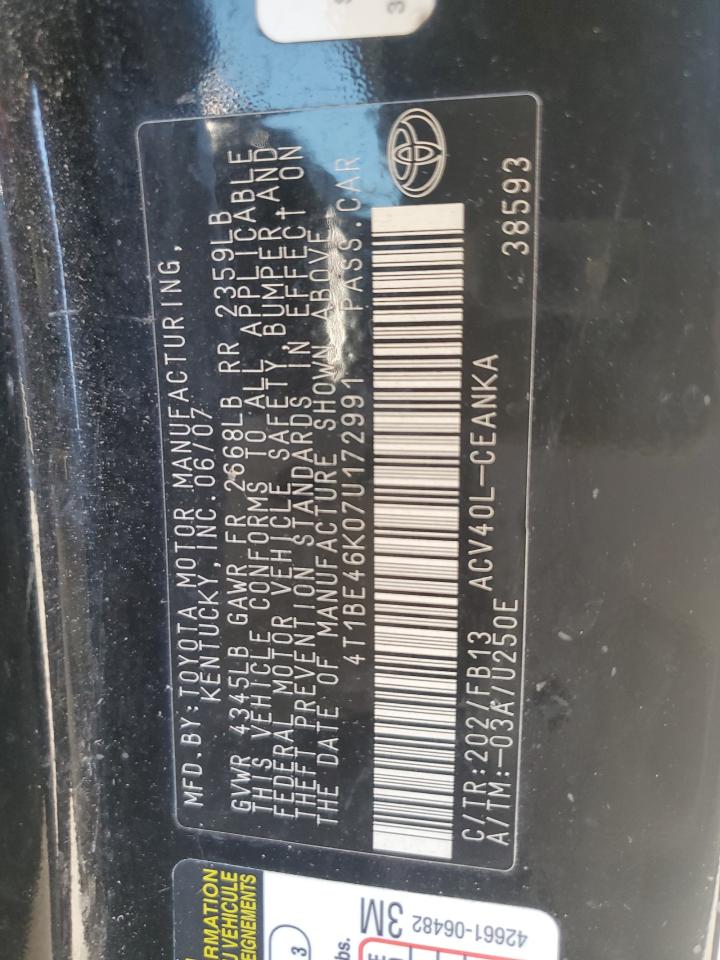 MFD.BY:TOYOTA MOTOR MANUFACTURING,
KENTUCKY,INC.06/07
GVWR 4345LB GAWR FR 2668LB RR 2359LB
THIS VEHICLE CONFORMS TO ALL APPLICABLE
FEDERAL MOTOR VEHICLE SAFETY, BUMPER AND
THEFT PREVENTION STANDARDS IN EFFECT ON
THE DATE OF MANUFACTURE SHOWN ABOVE.
4T1BE46K07U172991 PASS.CAR
C/TR:202/FB13 ACV40L-CEANKA 38593
A/TM:-03A/U250E
3M
42661-06482
3